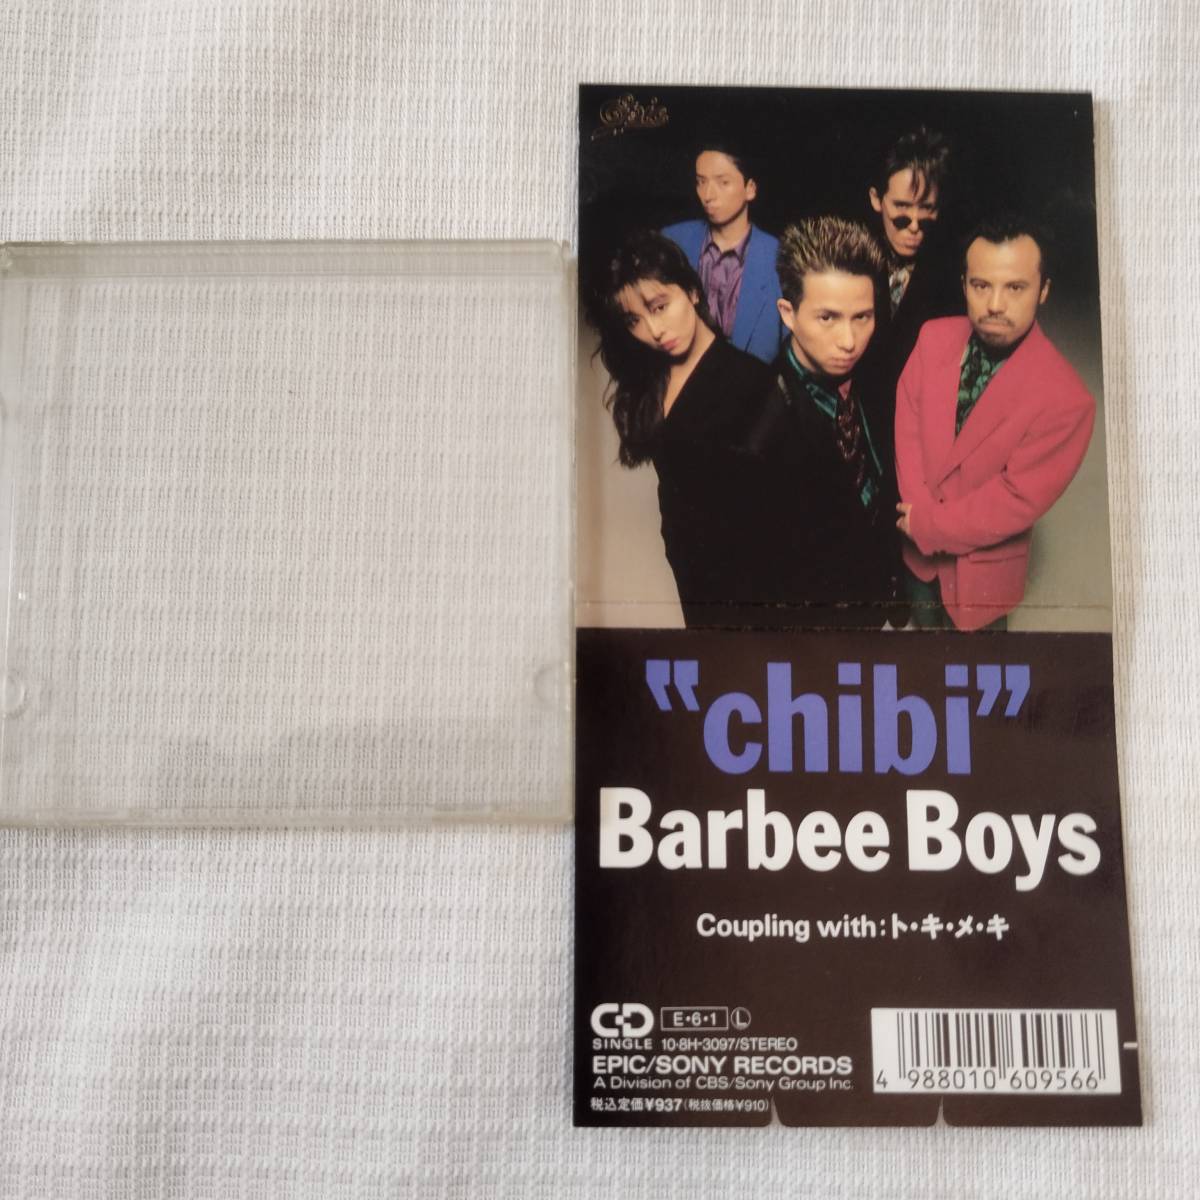 Epic
"chibi"
Barbee Boys
Coupling with:ト・キ・メ・キ
CD E・6・1 Ⓛ
SINGLE 10・8H-3097/STEREO
EPIC/SONY RECORDS
A Division of CBS/Sony Group Inc.
税込定価¥937(税抜価格¥910)
4 988010 609566